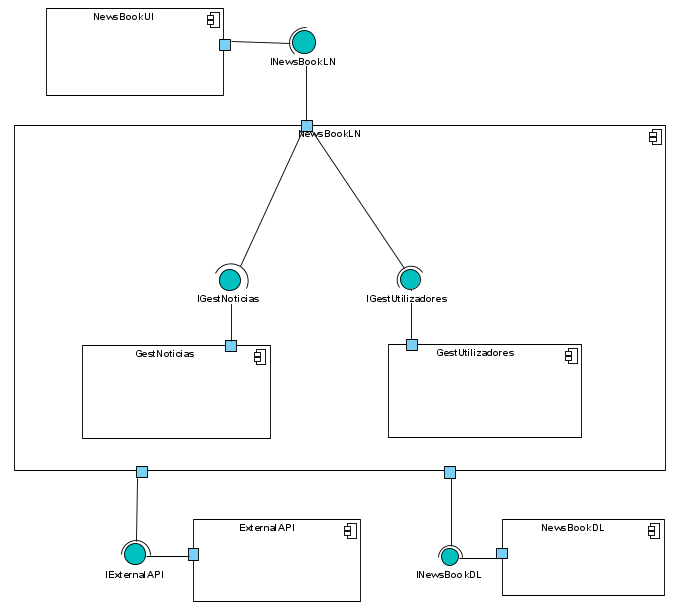 NewsBookUI
INewsBookLN
NewsBookLN
IGestNoticias
IGestUtilizadores
GestNoticias
GestUtilizadores
ExternalAPI
NewsBookDL
IExternalAPI
INewsBookDL